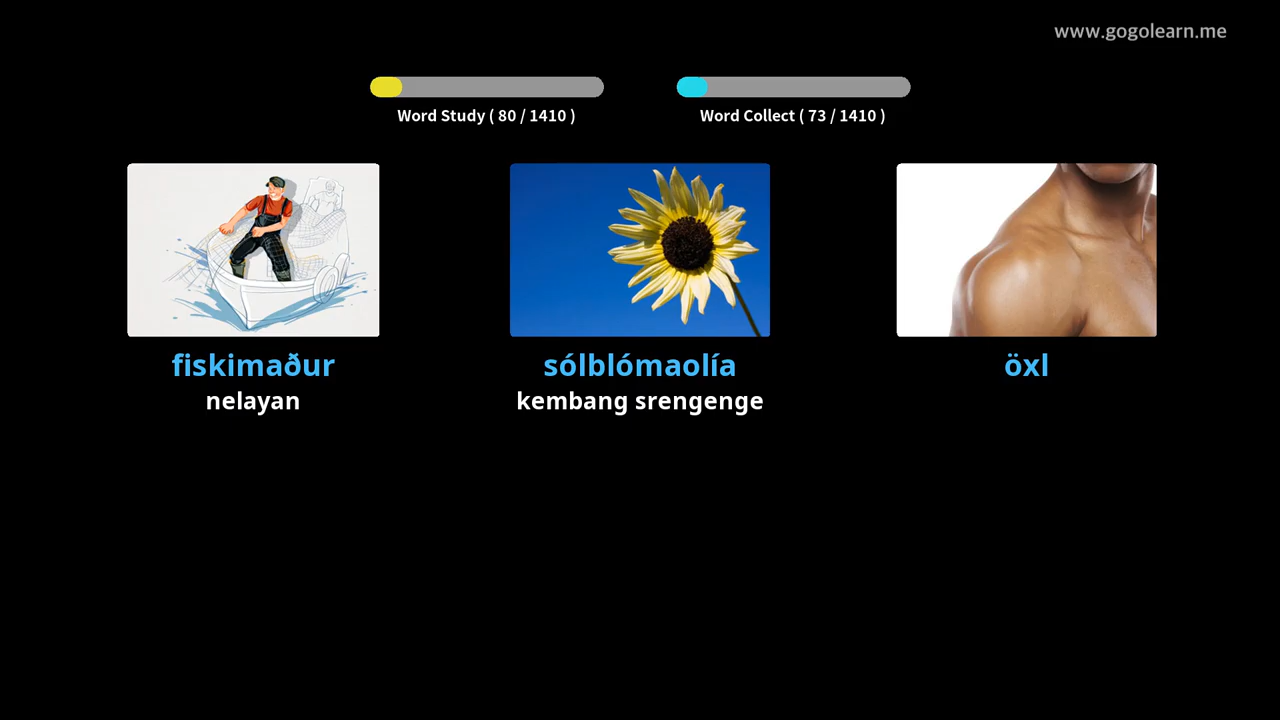 www.gogolearn.me
Word Study ( 80 / 1410 )
Word Collect ( 73 / 1410 )
fiskimaður
nelayan
sólblómaolía
kembang srengenge
öxl